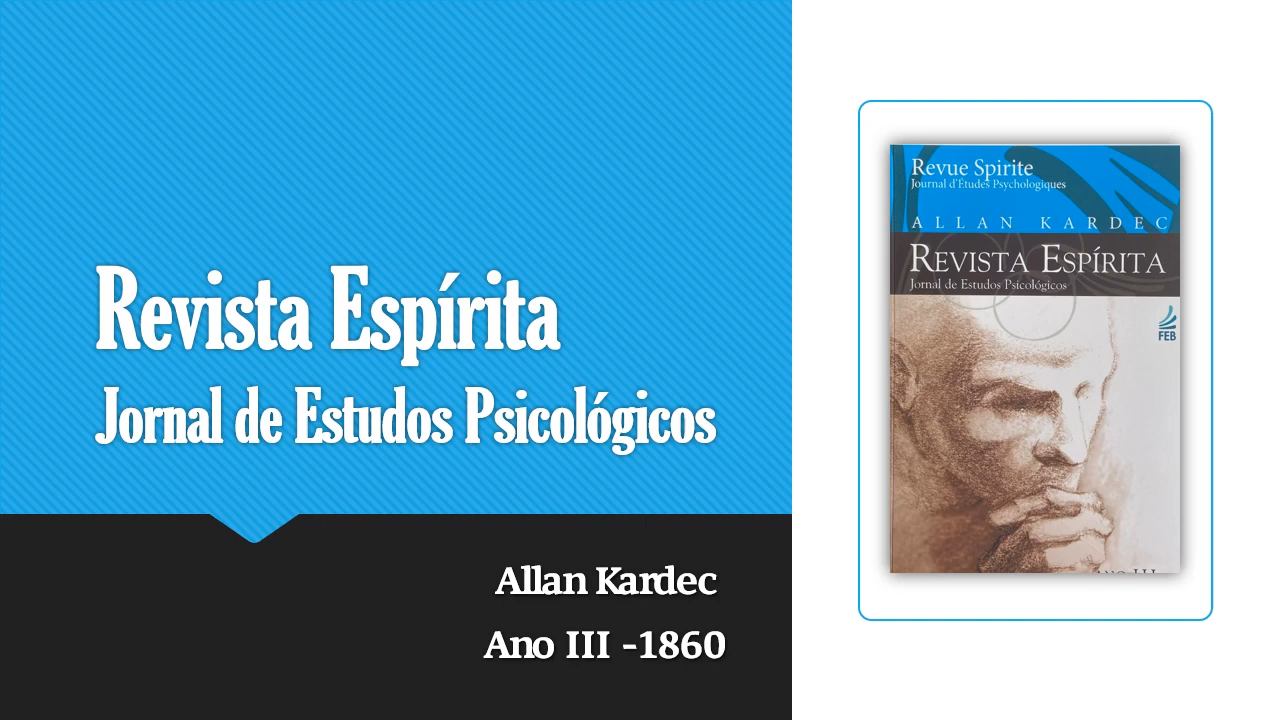 Revista Espírita
Jornal de Estudos Psicológicos
Allan Kardec
Ano III -1860
Revue Spirite
Journal d'Études Psychologiques
ALLAN KARDEC
REVISTA ESPÍRITA
Jornal de Estudos Psicológicos
FEB